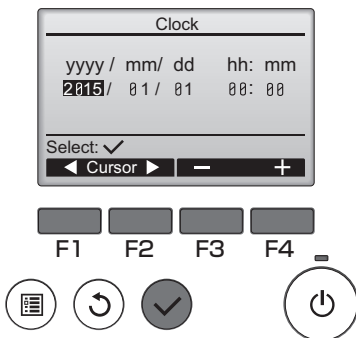 Clock
yyyy / mm/ dd hh: mm
2015/ 01/ 01 00: 00
Select: ✓
◀ Cursor ▶ − +
F1 F2 F3 F4